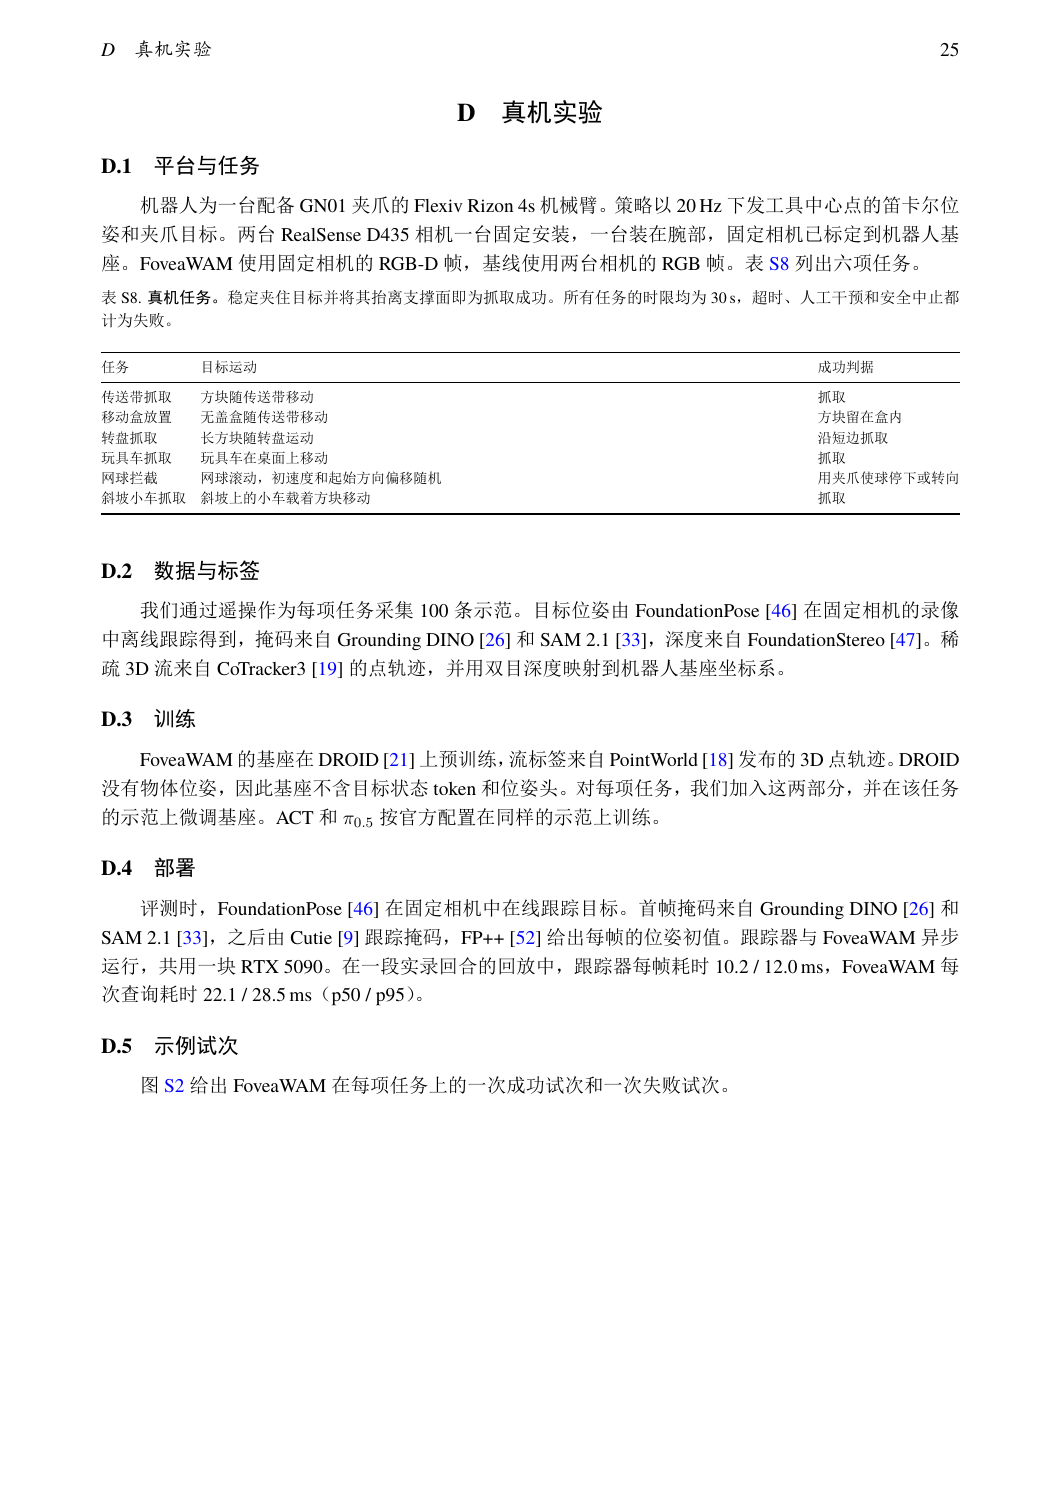 D 真机实验 25
D 真机实验
D.1 平台与任务
机器人为一台配备 GN01 夹爪的 Flexiv Rizon 4s 机械臂。策略以 20 Hz 下发工具中心点的笛卡尔位
姿和夹爪目标。两台 RealSense D435 相机一台固定安装，一台装在腕部，固定相机已标定到机器人基
座。FoveaWAM 使用固定相机的 RGB-D 帧，基线使用两台相机的 RGB 帧。表 S8 列出六项任务。
表 S8. 真机任务。稳定夹住目标并将其抬离支撑面即为抓取成功。所有任务的时限均为 30 s，超时、人工干预和安全中止都
计为失败。
任务 目标运动 成功判据
传送带抓取 方块随传送带移动 抓取
移动盒放置 无盖盒随传送带移动 方块留在盒内
转盘抓取 长方块随转盘运动 沿短边抓取
玩具车抓取 玩具车在桌面上移动 抓取
网球拦截 网球滚动，初速度和起始方向偏移随机 用夹爪使球停下或转向
斜坡小车抓取 斜坡上的小车载着方块移动 抓取
D.2 数据与标签
我们通过遥操作为每项任务采集 100 条示范。目标位姿由 FoundationPose [46] 在固定相机的录像
中离线跟踪得到，掩码来自 Grounding DINO [26] 和 SAM 2.1 [33]，深度来自 FoundationStereo [47]。稀
疏 3D 流来自 CoTracker3 [19] 的点轨迹，并用双目深度映射到机器人基座坐标系。
D.3 训练
FoveaWAM 的基座在 DROID [21] 上预训练，流标签来自 PointWorld [18] 发布的 3D 点轨迹。DROID
没有物体位姿，因此基座不含目标状态 token 和位姿头。对每项任务，我们加入这两部分，并在该任务
的示范上微调基座。ACT 和 π0.5 按官方配置在同样的示范上训练。
D.4 部署
评测时，FoundationPose [46] 在固定相机中在线跟踪目标。首帧掩码来自 Grounding DINO [26] 和
SAM 2.1 [33]，之后由 Cutie [9] 跟踪掩码，FP++ [52] 给出每帧的位姿初值。跟踪器与 FoveaWAM 异步
运行，共用一块 RTX 5090。在一段实录回合的回放中，跟踪器每帧耗时 10.2 / 12.0 ms，FoveaWAM 每
次查询耗时 22.1 / 28.5 ms（p50 / p95）。
D.5 示例试次
图 S2 给出 FoveaWAM 在每项任务上的一次成功试次和一次失败试次。